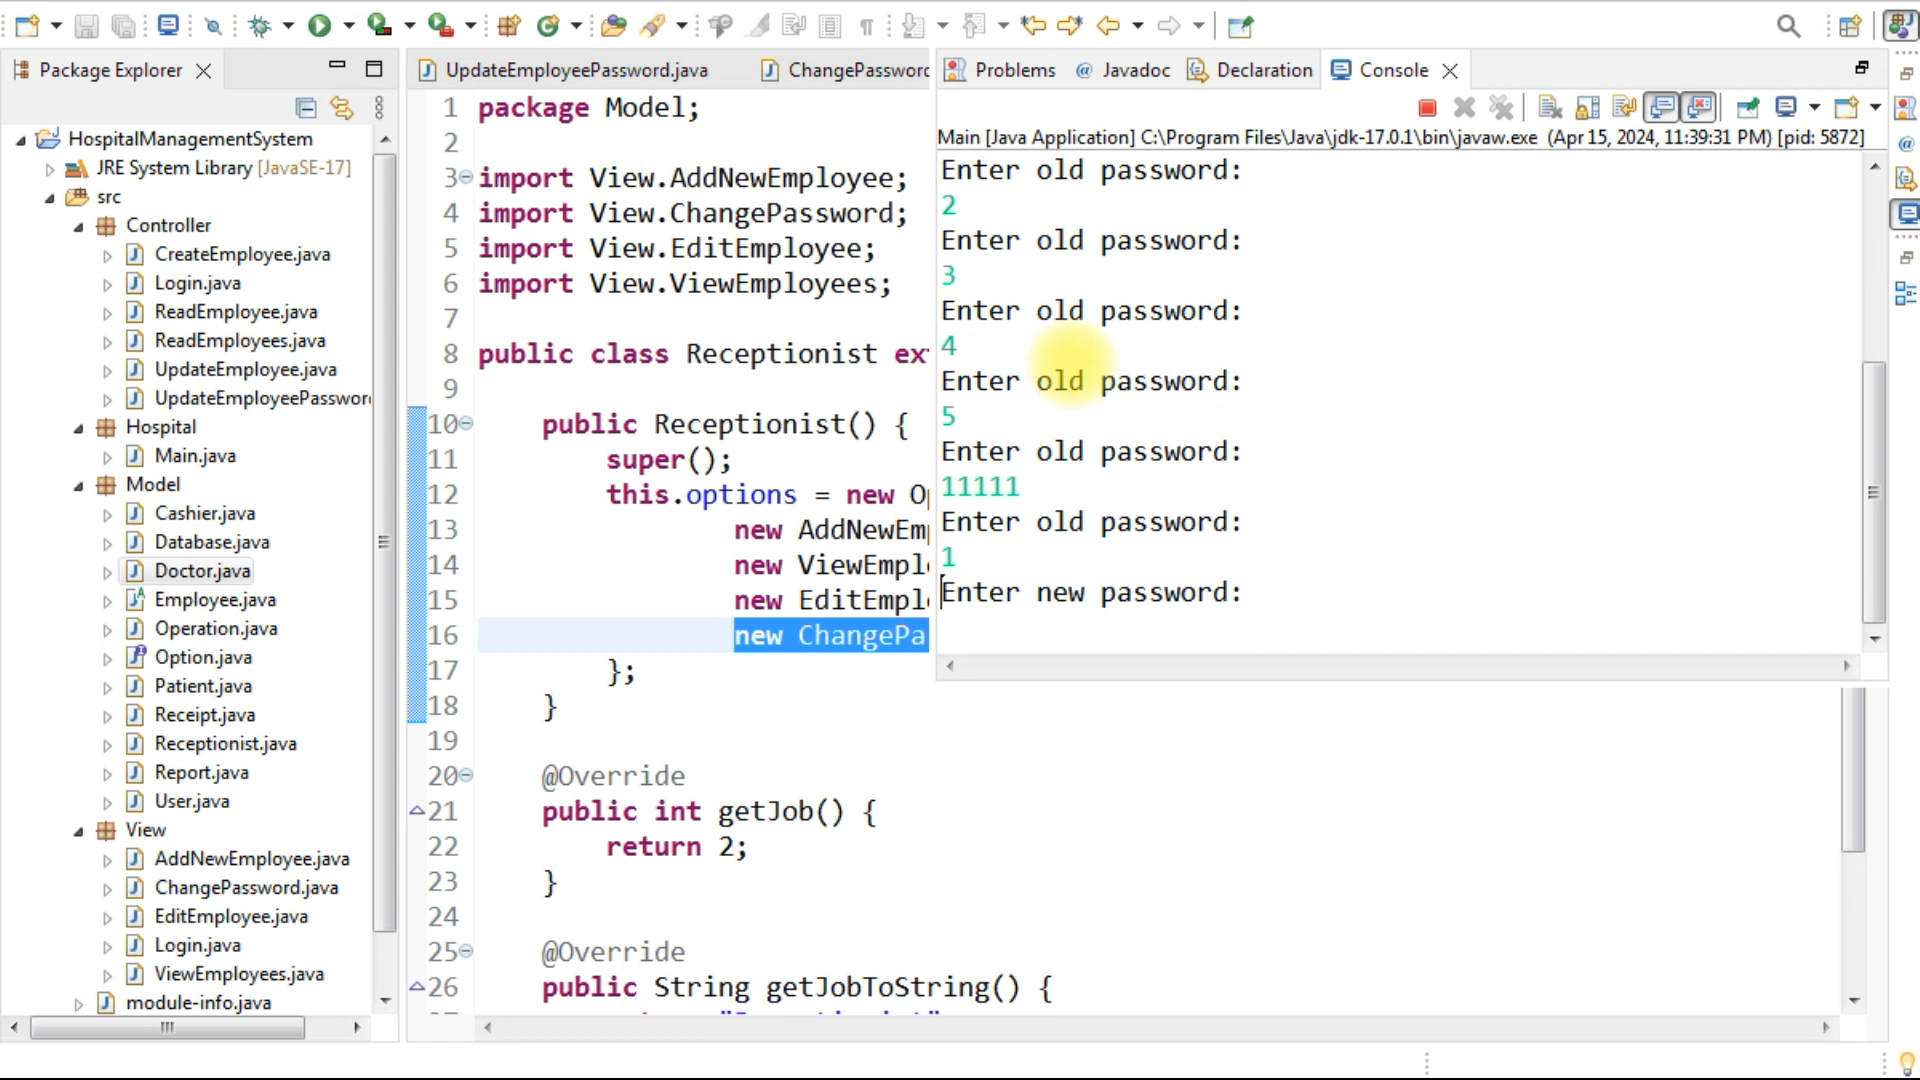 Package Explorer
HospitalManagementSystem
JRE System Library [JavaSE-17]
src
Controller
CreateEmployee.java
Login.java
ReadEmployee.java
ReadEmployees.java
UpdateEmployee.java
UpdateEmployeePasswor
Hospital
Main.java
Model
Cashier.java
Database.java
Doctor.java
Employee.java
Operation.java
Option.java
Patient.java
Receipt.java
Receptionist.java
Report.java
User.java
View
AddNewEmployee.java
ChangePassword.java
EditEmployee.java
Login.java
ViewEmployees.java
module-info.java
UpdateEmployeePassword.java ChangePassword
1 package Model;
2
3 import View.AddNewEmployee;
4 import View.ChangePassword;
5 import View.EditEmployee;
6 import View.ViewEmployees;
7
8 public class Receptionist ex
9
10 public Receptionist() {
11 super();
12 this.options = new Op
13 new AddNewEm
14 new ViewEmpl
15 new EditEmpl
16 new ChangePa
17 };
18 }
19
20 @Override
21 public int getJob() {
22 return 2;
23 }
24
25 @Override
26 public String getJobToString() {
Problems Javadoc Declaration Console
Main [Java Application] C:\Program Files\Java\jdk-17.0.1\bin\javaw.exe (Apr 15, 2024, 11:39:31 PM) [pid: 5872]
Enter old password:
2
Enter old password:
3
Enter old password:
4
Enter old password:
5
Enter old password:
11111
Enter old password:
1
Enter new password: